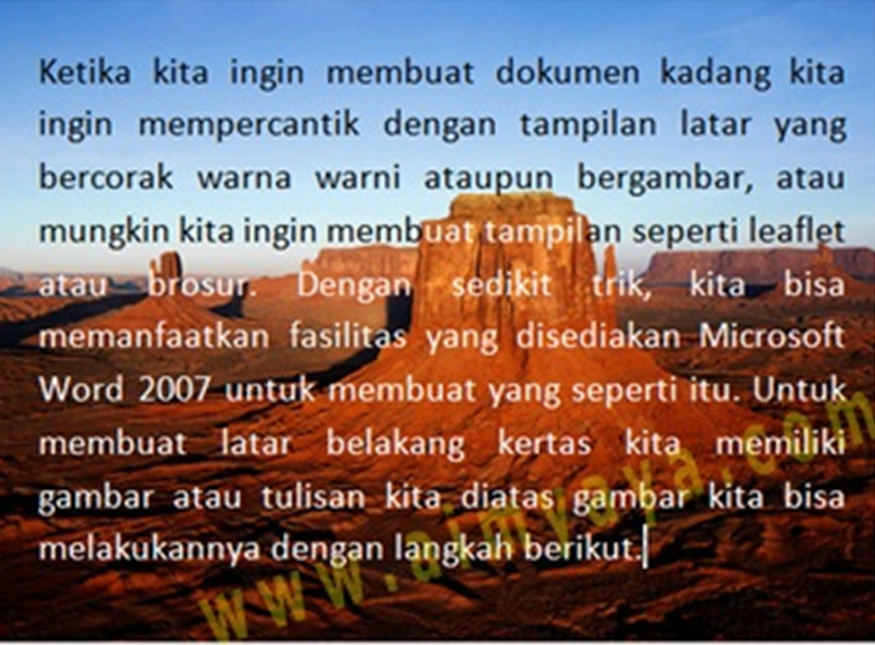 Ketika kita ingin membuat dokumen kadang kita
ingin mempercantik dengan tampilan latar yang
bercorak warna warni ataupun bergambar, atau
mungkin kita ingin membuat tampilan seperti leaflet
atau brosur. Dengan sedikit trik, kita bisa
memanfaatkan fasilitas yang disediakan Microsoft
Word 2007 untuk membuat yang seperti itu. Untuk
membuat latar belakang kertas kita memiliki
gambar atau tulisan kita diatas gambar kita bisa
melakukannya dengan langkah berikut.
www.aimyaya.com